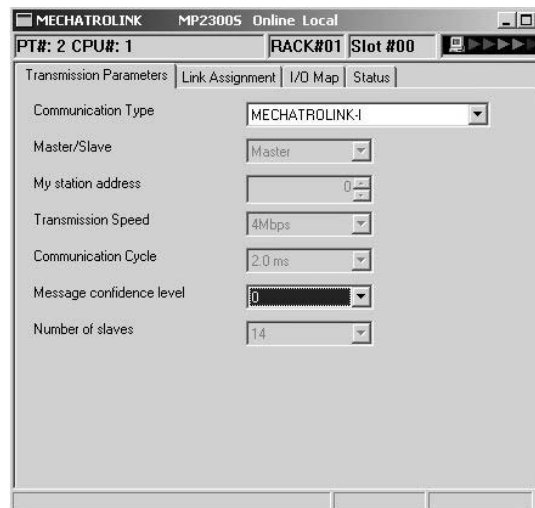 MECHATROLINK MP2300S Online Local
PT#: 2 CPU#: 1 RACK#01 Slot #00
Transmission Parameters Link Assignment I/O Map Status
Communication Type MECHATROLINK-I
Master/Slave Master
My station address 0
Transmission Speed 4Mbps
Communication Cycle 2.0 ms
Message confidence level 0
Number of slaves 14